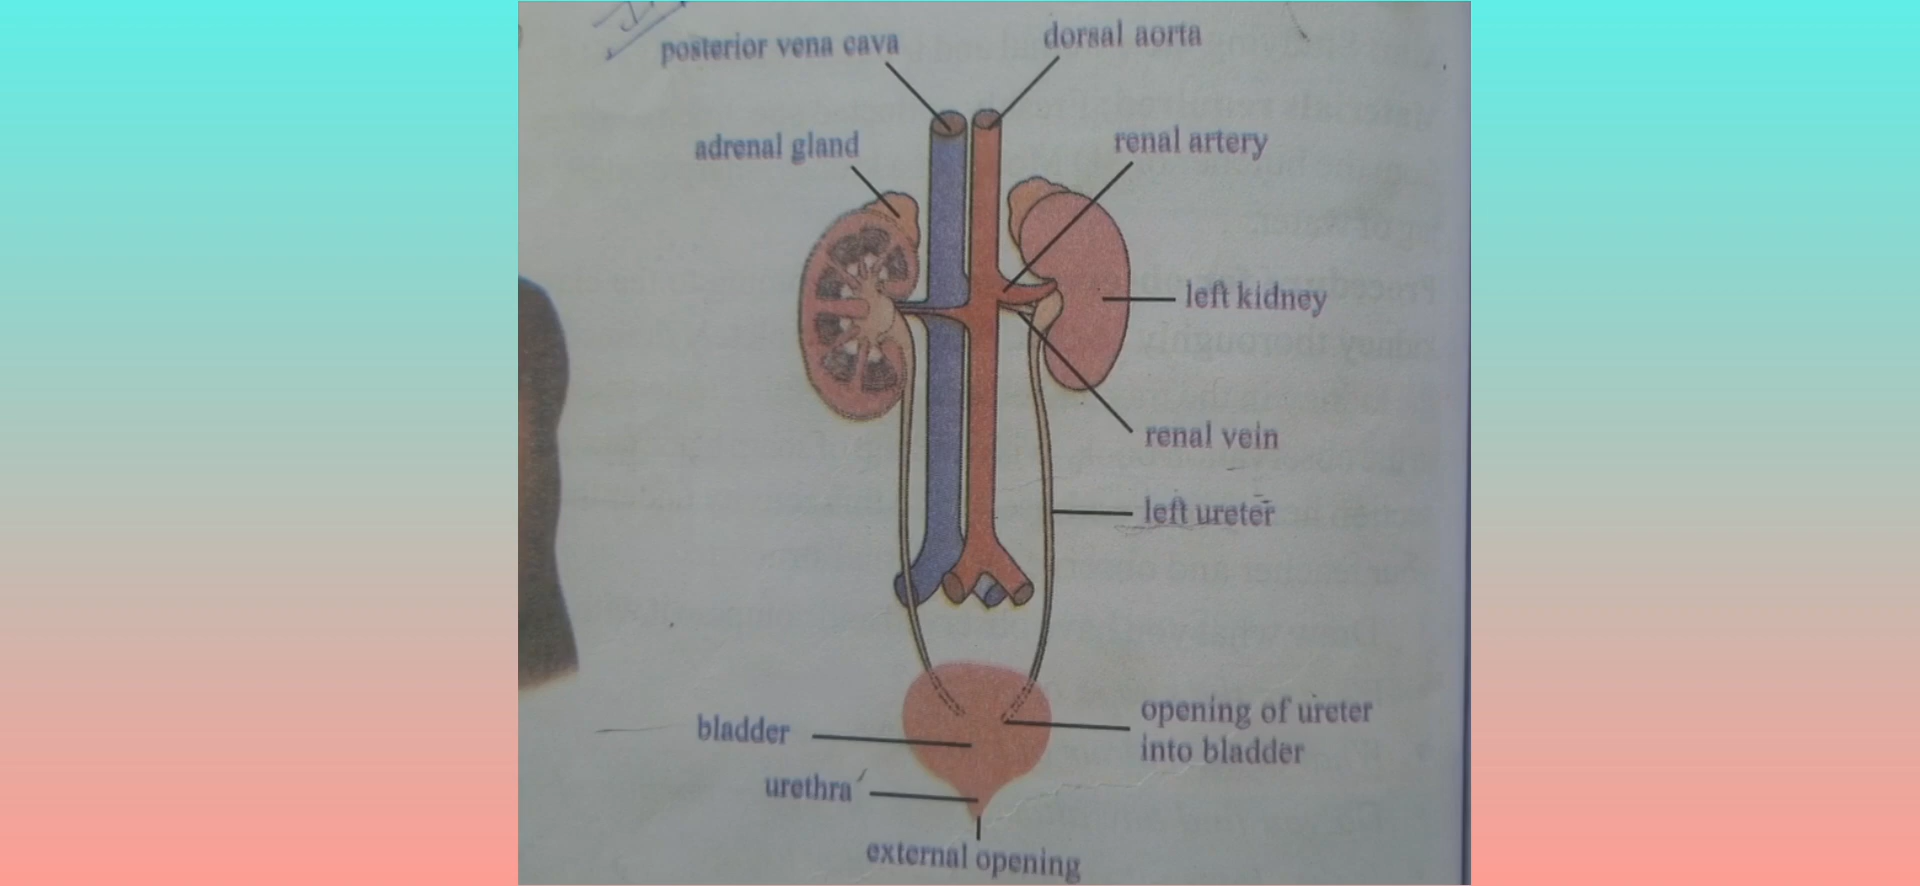 posterior vena cava
dorsal aorta
adrenal gland
renal artery
left kidney
renal vein
left ureter
bladder
opening of ureter
into bladder
urethra
external opening